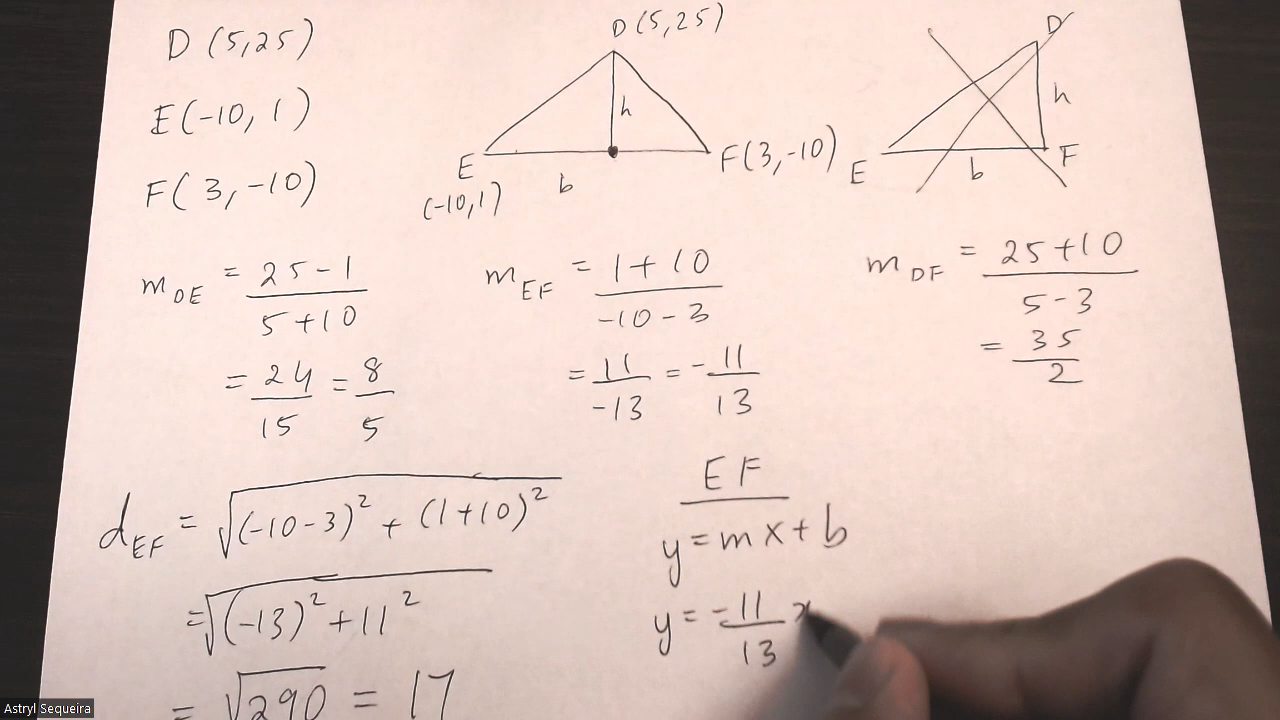 D (5,25)
E(-10, 1)
F( 3, -10)
D (5,25)
h
E
(-10,1)
b
F(3,-10)
D
h
E
b
F
m_DE = (25-1)/(5+10)
= 24/15 = 8/5
m_EF = (1+10)/(-10-3)
= 11/-13 = -11/13
m_DF = (25+10)/(5-3)
= 35/2
d_EF = √((-10-3)² + (1+10)²)
= √((-13)² + 11²)
= √290 = 17
EF
y = mx + b
y = -11/13 x
Astryl Sequeira